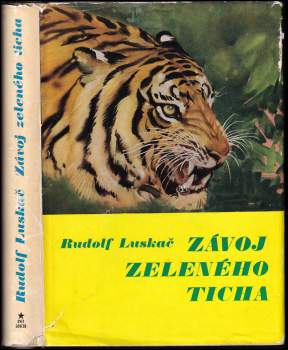 Rudolf Luskač Závoj zeleného ticha
Rudolf Luskač ZÁVOJ
ZELENÉHO
TICHA